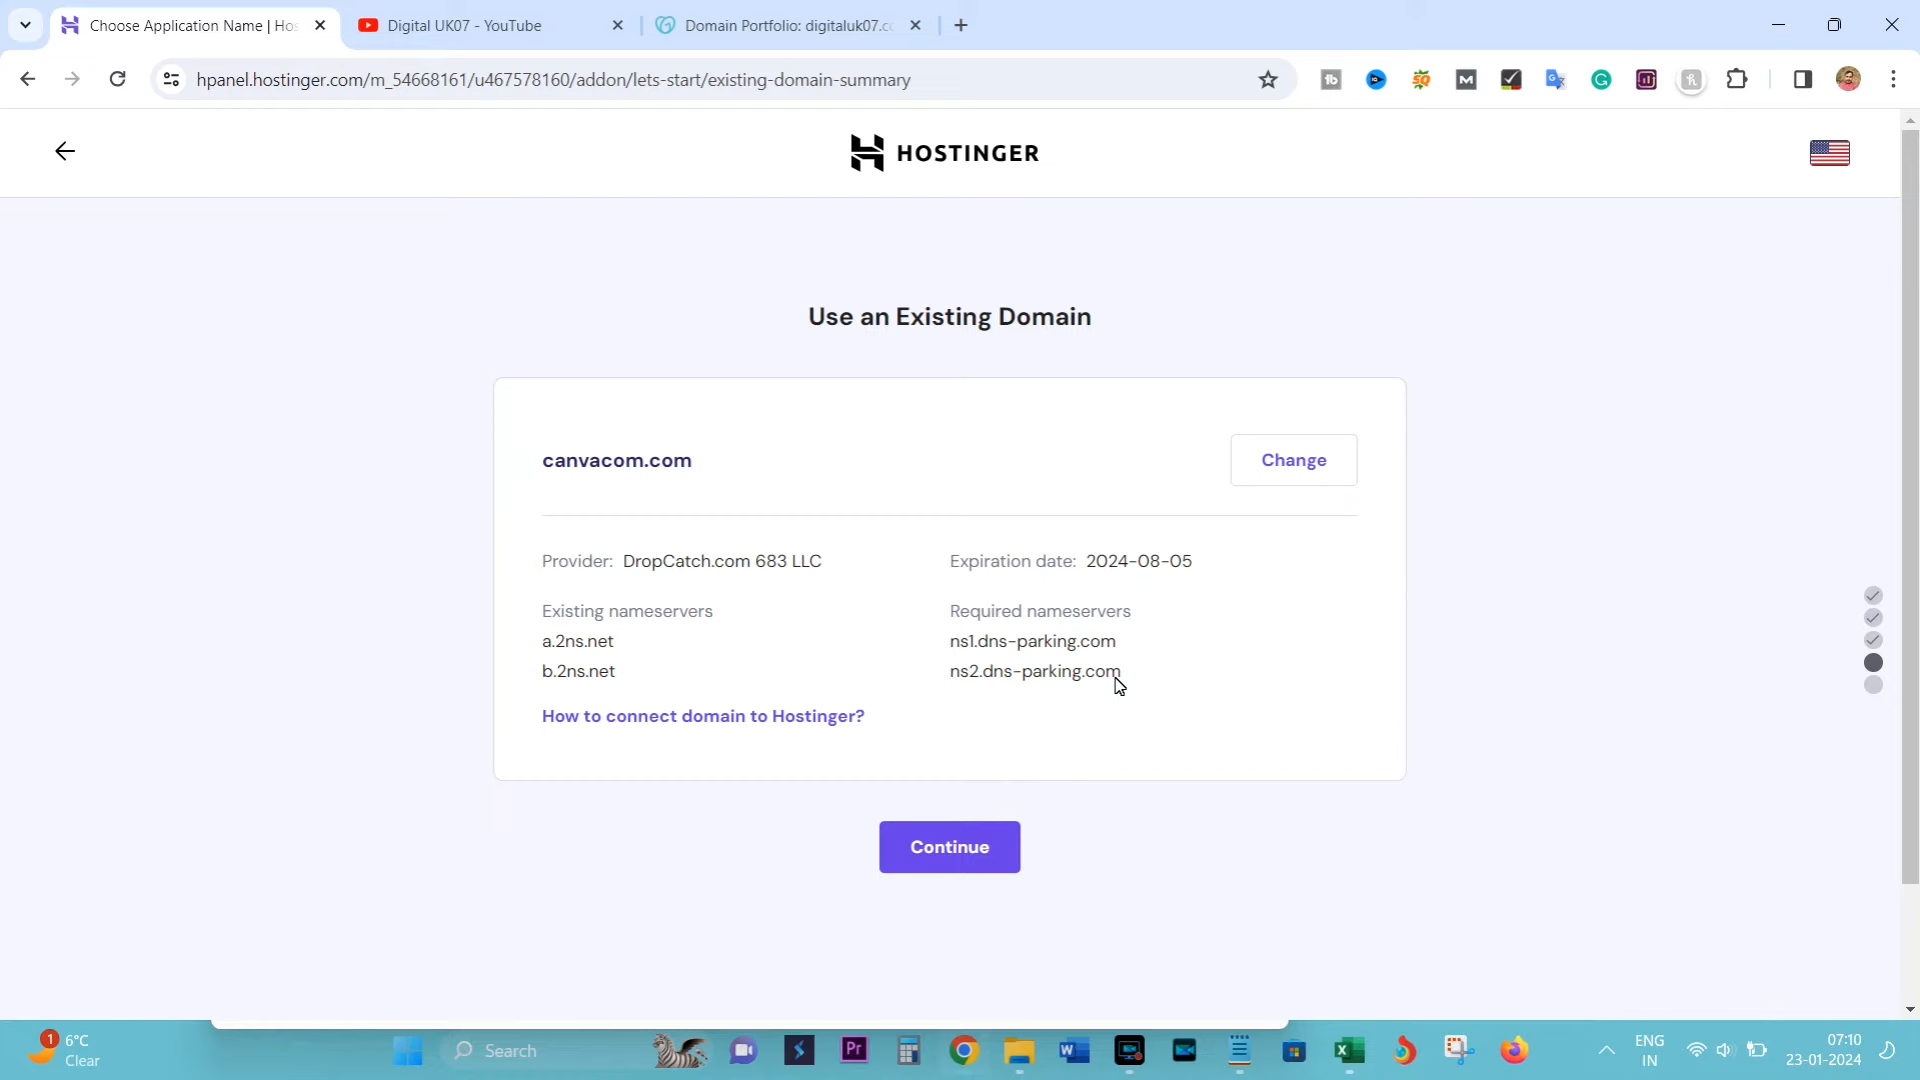 Choose Application Name | Hos
Digital UK07 - YouTube
Domain Portfolio: digitaluk07.co
hpanel.hostinger.com/m_54668161/u467578160/addon/lets-start/existing-domain-summary
HOSTINGER
Use an Existing Domain
canvacom.com
Change
Provider: DropCatch.com 683 LLC
Expiration date: 2024-08-05
Existing nameservers
Required nameservers
a.2ns.net
ns1.dns-parking.com
b.2ns.net
ns2.dns-parking.com
How to connect domain to Hostinger?
Continue
1
6°C
Clear
Search
Pr
ENG
IN
07:10
23-01-2024